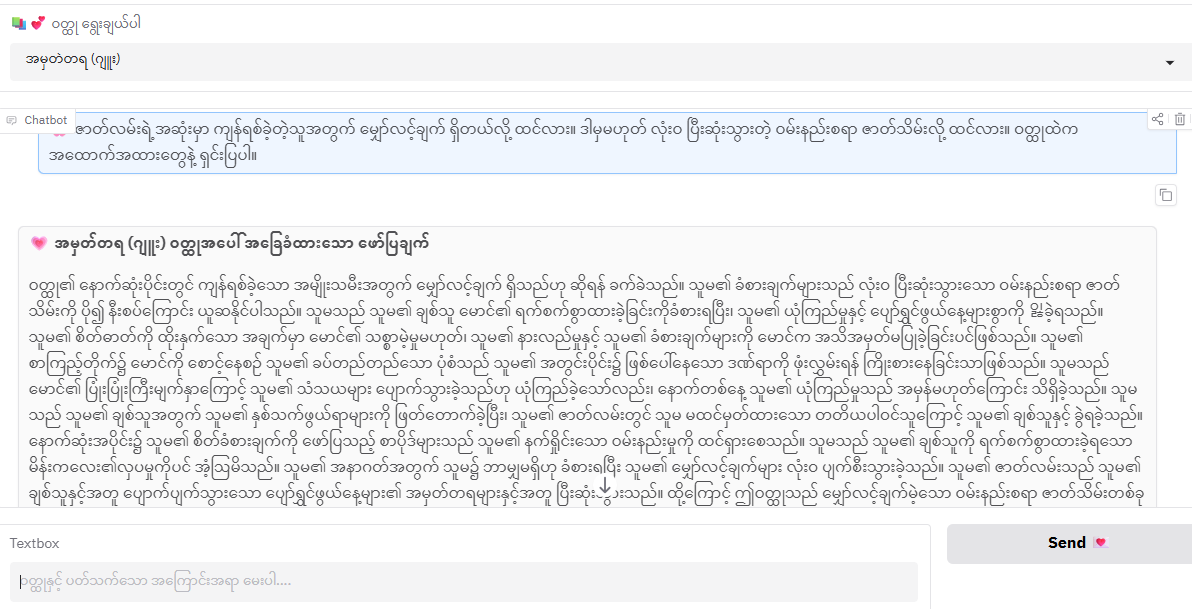 ဝတ္ထု ရွေးချယ်ပါ
အမှတဲတရ (ဂျူး)
Chatbot
ဇာတ်လမ်းရဲ့ အဆုံးမှာ ကျန်ရစ်ခဲ့တဲ့သူအတွက် မျှော်လင့်ချက် ရှိတယ်လို့ ထင်လား။ ဒါမှမဟုတ် လုံးဝ ပြီးဆုံးသွားတဲ့ ဝမ်းနည်းစရာ ဇာတ်သိမ်းလို့ ထင်လား။ ဝတ္ထုထဲက
အထောက်အထားတွေနဲ့ ရှင်းပြပါ။
အမှတ်တရ (ဂျူး) ဝတ္ထုအပေါ် အခြေခံထားသော ဖော်ပြချက်
ဝတ္ထု၏ နောက်ဆုံးပိုင်းတွင် ကျန်ရစ်ခဲ့သော အမျိုးသမီးအတွက် မျှော်လင့်ချက် ရှိသည်ဟု ဆိုရန် ခက်ခဲသည်။ သူမ၏ ခံစားချက်များသည် လုံးဝ ပြီးဆုံးသွားသော ဝမ်းနည်းစရာ ဇာတ်
သိမ်းကို ပို၍ နီးစပ်ကြောင်း ယူဆနိုင်ပါသည်။ သူမသည် သူမ၏ ချစ်သူ မောင်၏ ရက်စက်စွာထားခဲ့ခြင်းကိုခံစားရပြီး၊ သူမ၏ ယုံကြည်မှုနှင့် ပျော်ရွှင်ဖွယ်နေ့များစွာကို ခဲ့ရသည်။
သူမ၏ စိတ်ဓာတ်ကို ထိုးနှက်သော အချက်မှာ မောင်၏ သစ္စာမဲ့မှုမဟုတ်၊ သူမ၏ နားလည်မှုနှင့် သူမ၏ ခံစားချက်များကို မောင်က အသိအမှတ်မပြုခဲ့ခြင်းပင်ဖြစ်သည်။ သူမ၏
စာကြည့်တိုက်၌ မောင်ကို စောင့်နေစဉ် သူမ၏ ခပ်တည်တည်သော ပုံစံသည် သူမ၏ အတွင်းပိုင်း၌ ဖြစ်ပေါ်နေသော ဒဏ်ရာကို ဖုံးလွှမ်းရန် ကြိုးစားနေခြင်းသာဖြစ်သည်။ သူမသည်
မောင်၏ ပြုံးပြုံးကြီးမျက်နှာကြောင့် သူမ၏ သံသယများ ပျောက်သွားခဲ့သည်ဟု ယုံကြည်ခဲ့သော်လည်း၊ နောက်တစ်နေ့ သူမ၏ ယုံကြည်မှုသည် အမှန်မဟုတ်ကြောင်း သိရှိခဲ့သည်။ သူမ
သည် သူမ၏ ချစ်သူအတွက် သူမ၏ နှစ်သက်ဖွယ်ရာများကို ဖြတ်တောက်ခဲ့ပြီး၊ သူမ၏ ဇာတ်လမ်းတွင် သူမ မထင်မှတ်ထားသော တတိယပါဝင်သူကြောင့် သူမ၏ ချစ်သူနှင့် ခွဲရခဲ့သည်။
နောက်ဆုံးအပိုင်း၌ သူမ၏ စိတ်ခံစားချက်ကို ဖော်ပြသည့် စာပိုဒ်များသည် သူမ၏ နက်ရှိုင်းသော ဝမ်းနည်းမှုကို ထင်ရှားစေသည်။ သူမသည် သူမ၏ ချစ်သူကို ရက်စက်စွာထားခဲ့ရသော
မိန်းကလေး၏လှပမှုကိုပင် အံ့ဩမိသည်။ သူမ၏ အနာဂတ်အတွက် သူမ၌ ဘာမျှမရှိဟု ခံစားရပြီး သူမ၏ မျှော်လင့်ချက်များ လုံးဝ ပျက်စီးသွားခဲ့သည်။ သူမ၏ ဇာတ်လမ်းသည် သူမ၏
ချစ်သူနှင့်အတူ ပျောက်ပျက်သွားသော ပျော်ရွှင်ဖွယ်နေ့များ၏ အမှတ်တရများနှင့်အတူ ပြီးဆုံးသွားသည်။ ထို့ကြောင့် ဤဝတ္ထုသည် မျှော်လင့်ချက်မဲ့သော ဝမ်းနည်းစရာ ဇာတ်သိမ်းတစ်ခု
Textbox
ဝတ္ထုနှင့် ပတ်သက်သော အကြောင်းအရာ မေးပါ....
Send